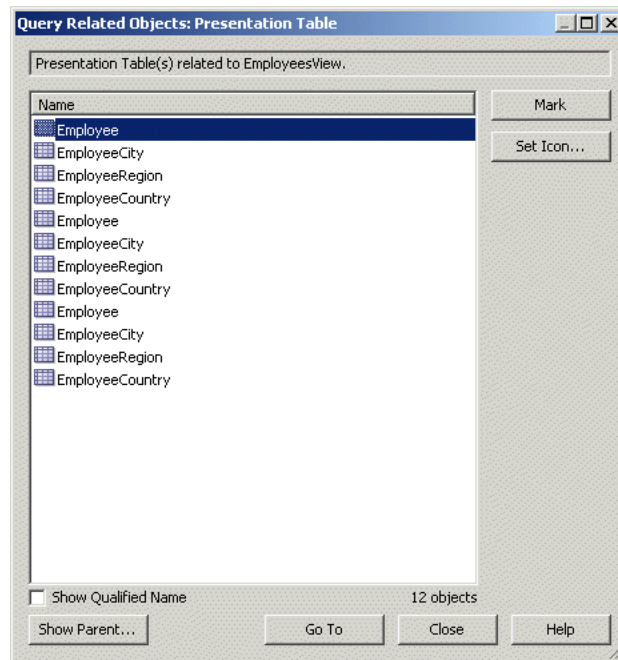 Query Related Objects: Presentation Table
Presentation Table(s) related to EmployeesView.
Name
Mark
Employee
Set Icon...
EmployeeCity
EmployeeRegion
EmployeeCountry
Employee
EmployeeCity
EmployeeRegion
EmployeeCountry
Employee
EmployeeCity
EmployeeRegion
EmployeeCountry
Show Qualified Name 12 objects
Show Parent... Go To Close Help